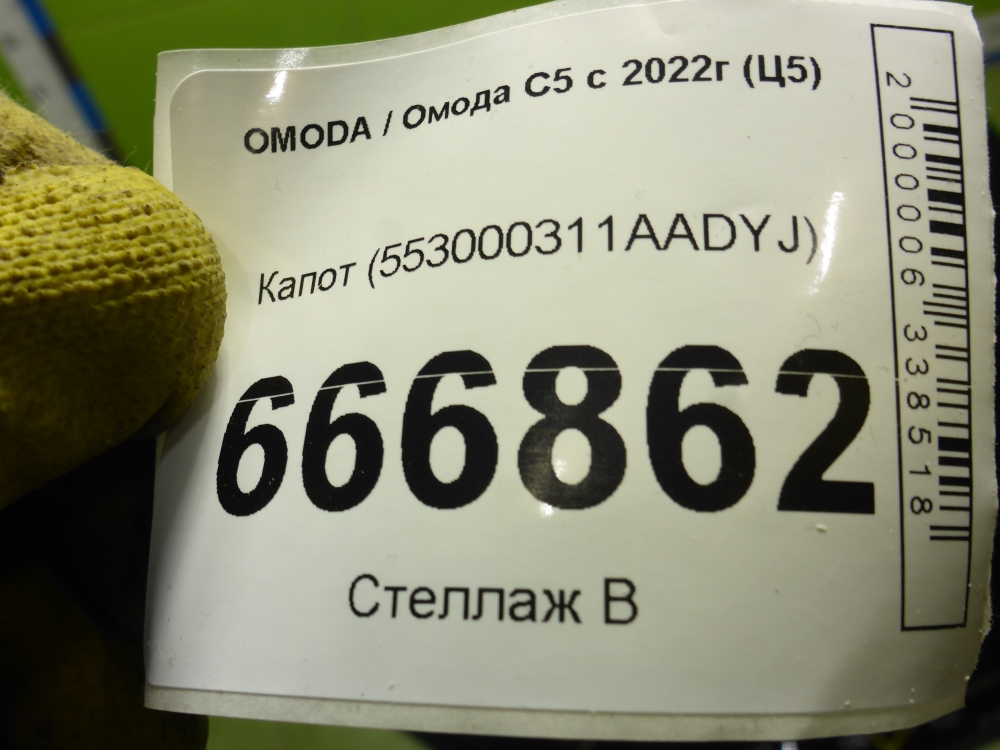 OMODA / Омода C5 с 2022г (Ц5)
Капот (553000311AADYJ)
666862
Стеллаж В
2000006338518